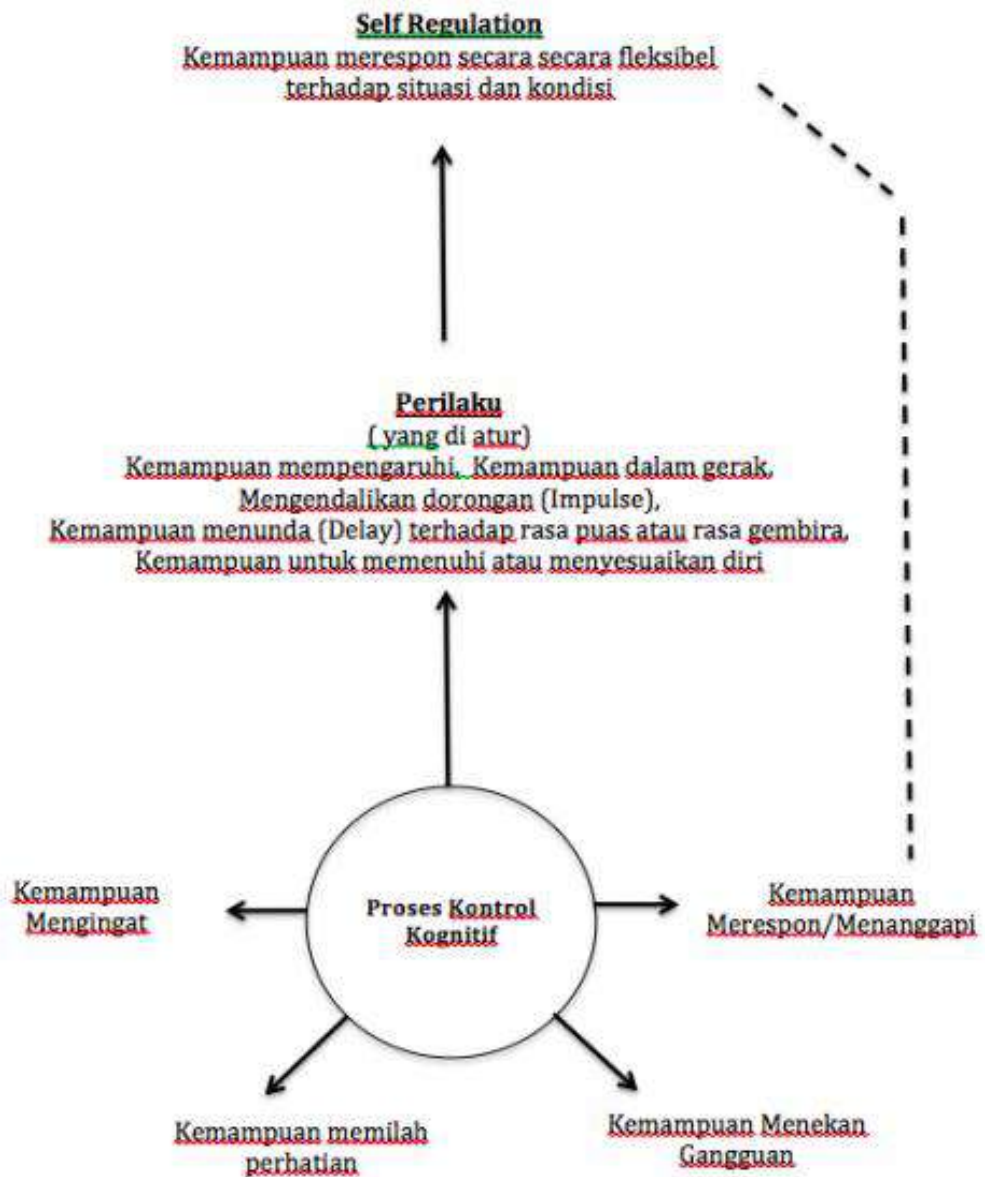 Self Regulation
Kemampuan merespon secara secara fleksibel
terhadap situasi dan kondisi
Perilaku
( yang di atur)
Kemampuan mempengaruhi, Kemampuan dalam gerak,
Mengendalikan dorongan (Impulse),
Kemampuan menunda (Delay) terhadap rasa puas atau rasa gembira,
Kemampuan untuk memenuhi atau menyesuaikan diri
Kemampuan
Mengingat
Proses Kontrol
Kognitif
Kemampuan
Merespon/Menanggapi
Kemampuan memilah
perhatian
Kemampuan Menekan
Gangguan